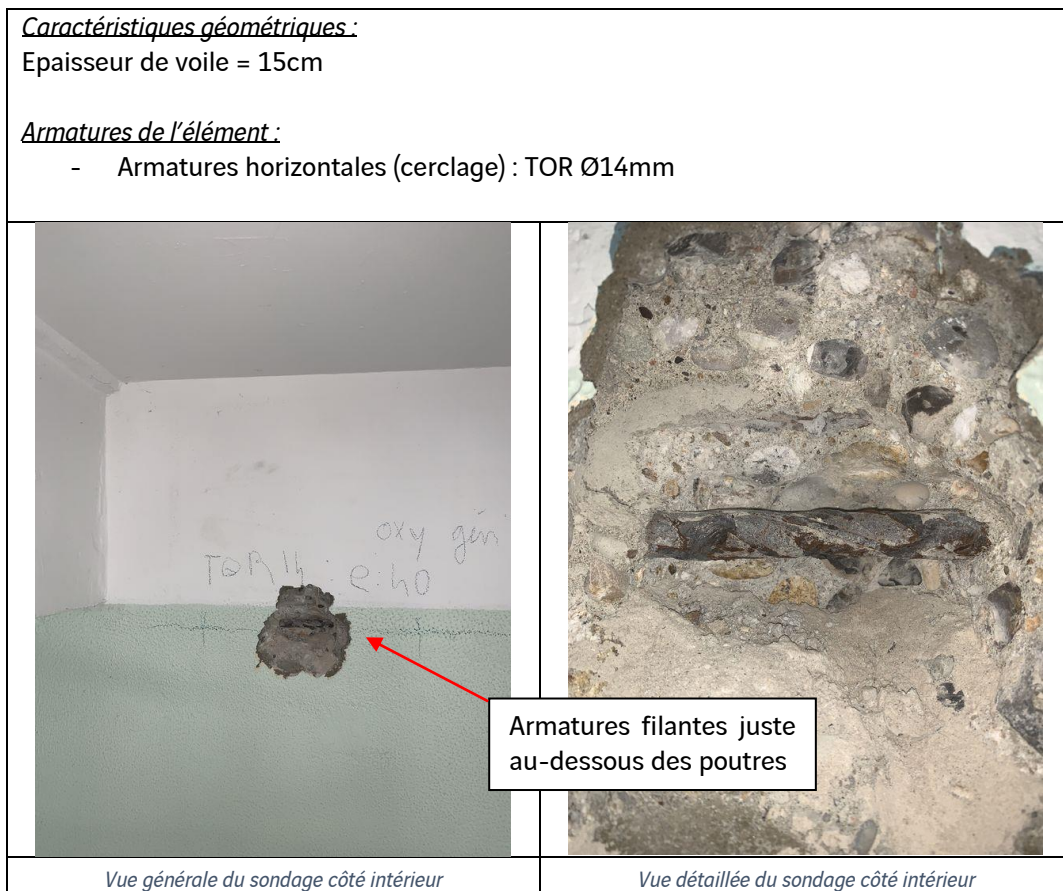 Caractéristiques géométriques :
Epaisseur de voile = 15cm
Armatures de l'élément :
- Armatures horizontales (cerclage) : TOR Ø14mm
oxy gén
TOR 14 : e:40
Armatures filantes juste
au-dessous des poutres
Vue générale du sondage côté intérieur
Vue détaillée du sondage côté intérieur